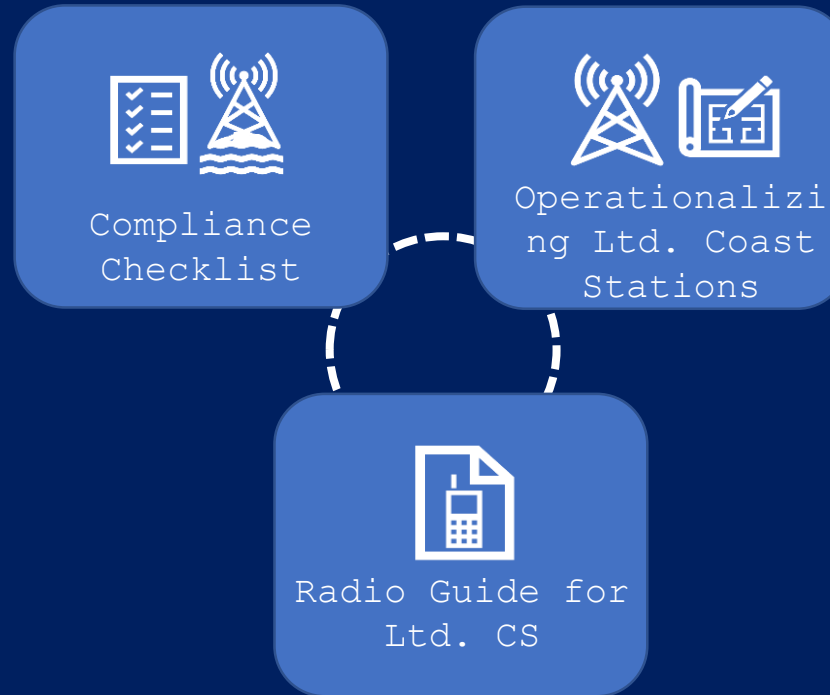 Compliance
Checklist
Operationalizi
ng Ltd. Coast
Stations
Radio Guide for
Ltd. CS